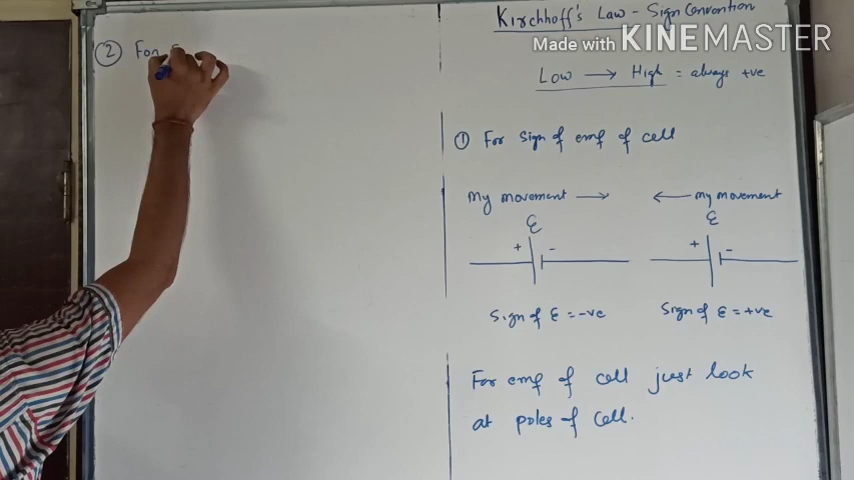 Kirchhoff's Law - Sign Convention
Made with KINEMASTER
Low → High = always +ve
① For Sign of emf of cell
My movement →
← my movement
ε
ε
+ -
+ -
Sign of ε = -ve
Sign of ε = +ve
For emf of cell just look
at poles of cell.
② For